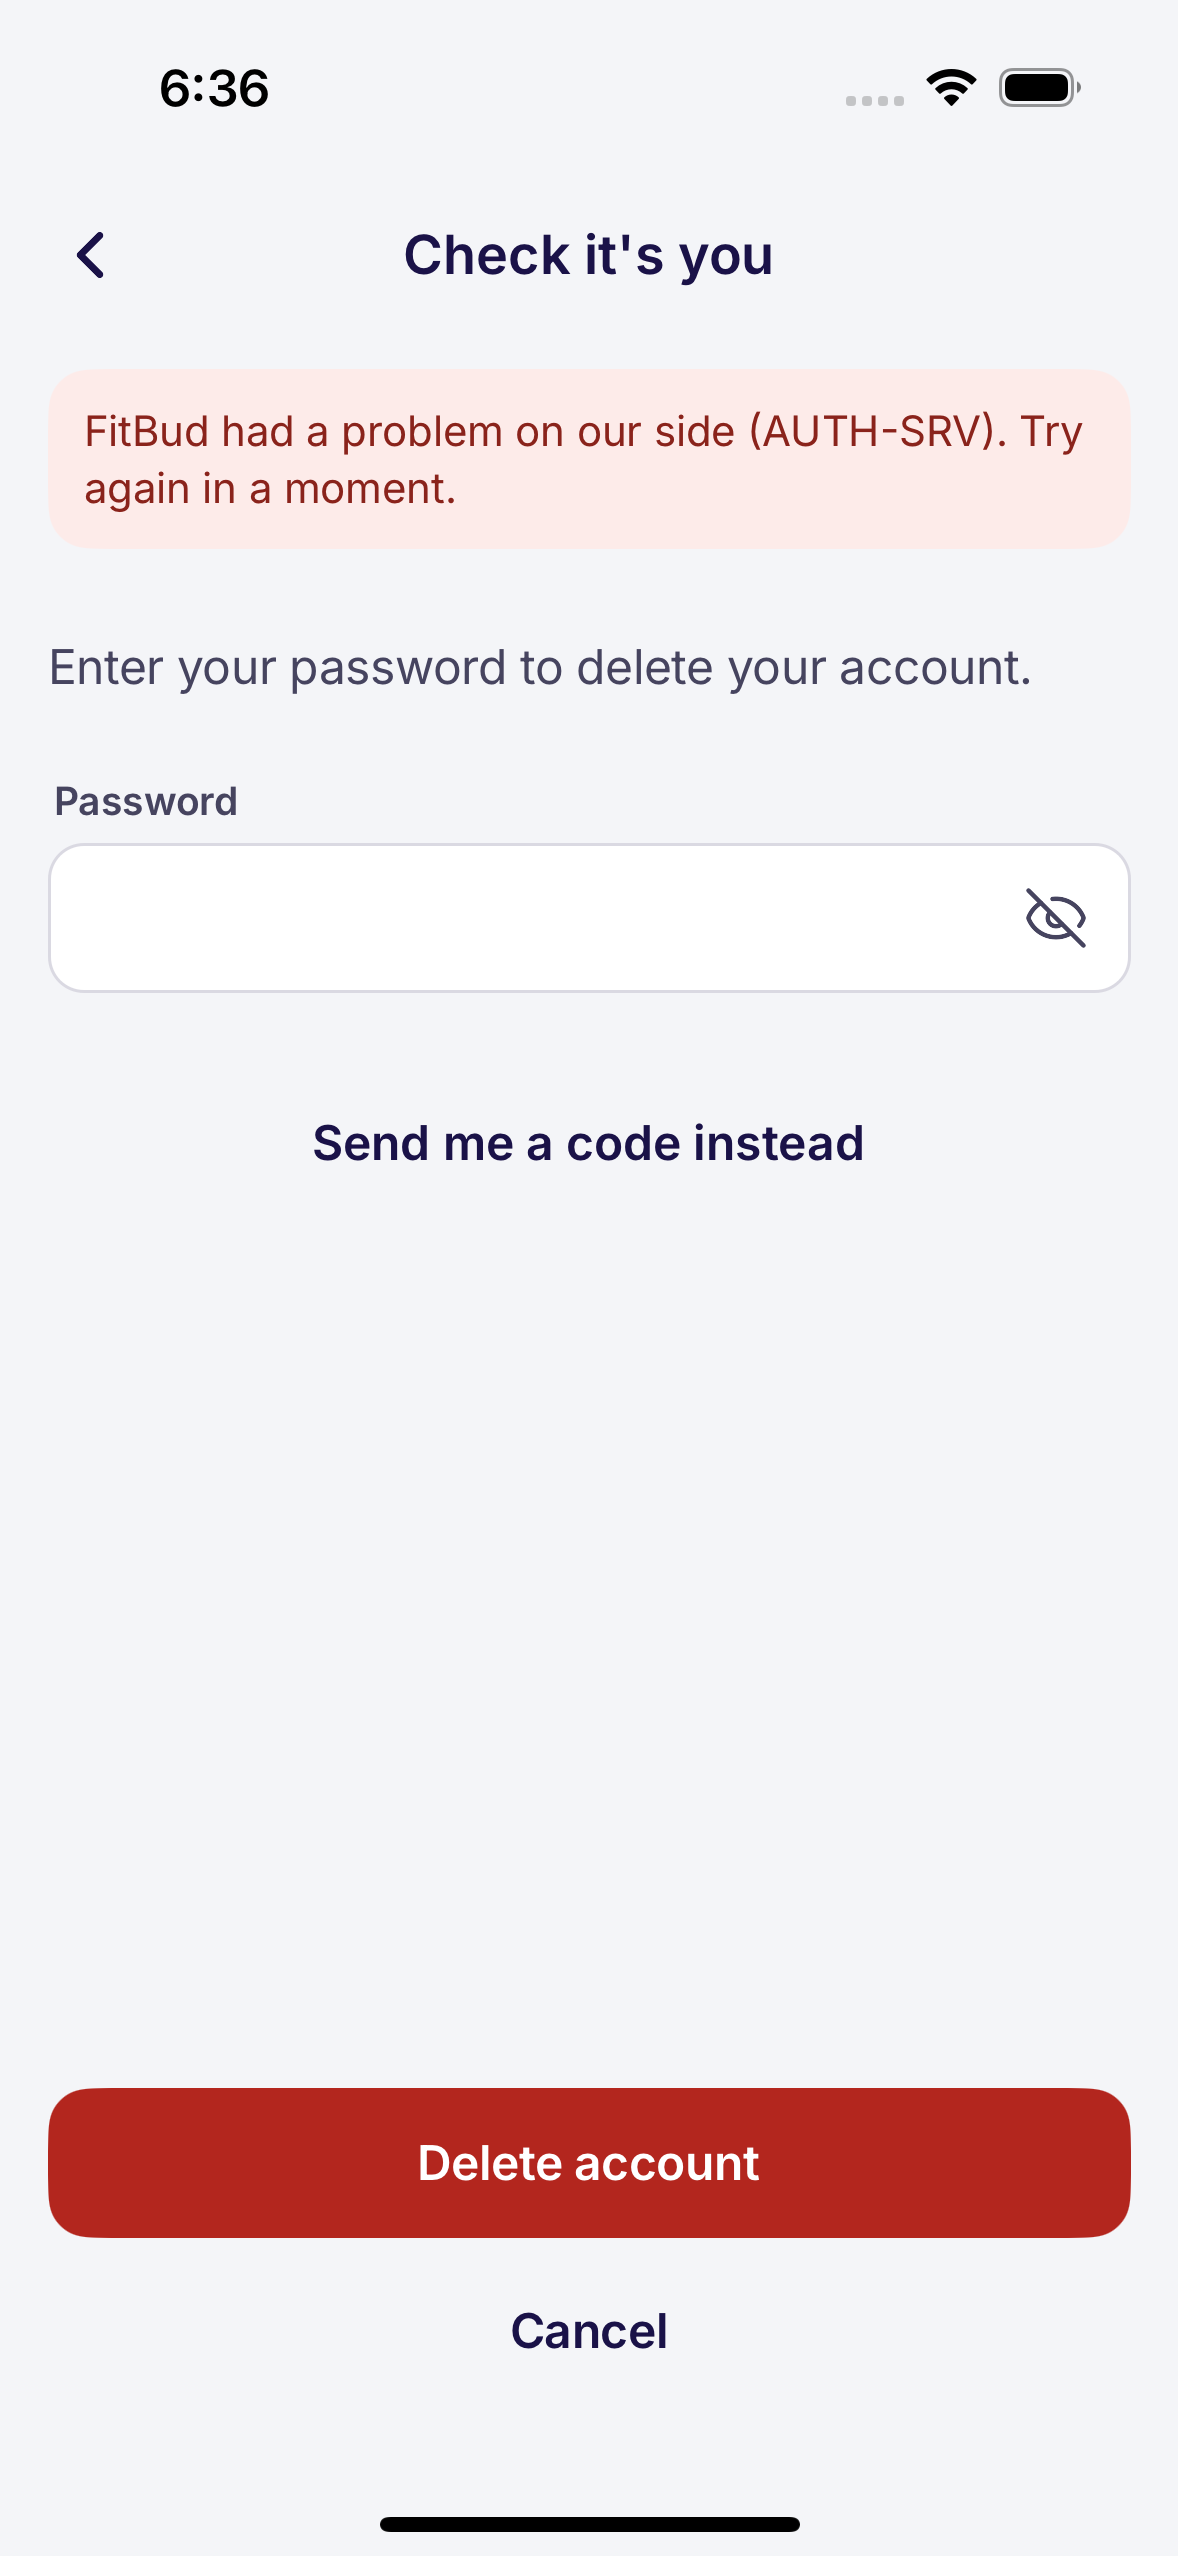 6:36
Check it's you
FitBud had a problem on our side (AUTH-SRV). Try
again in a moment.
Enter your password to delete your account.
Password
Send me a code instead
Delete account
Cancel